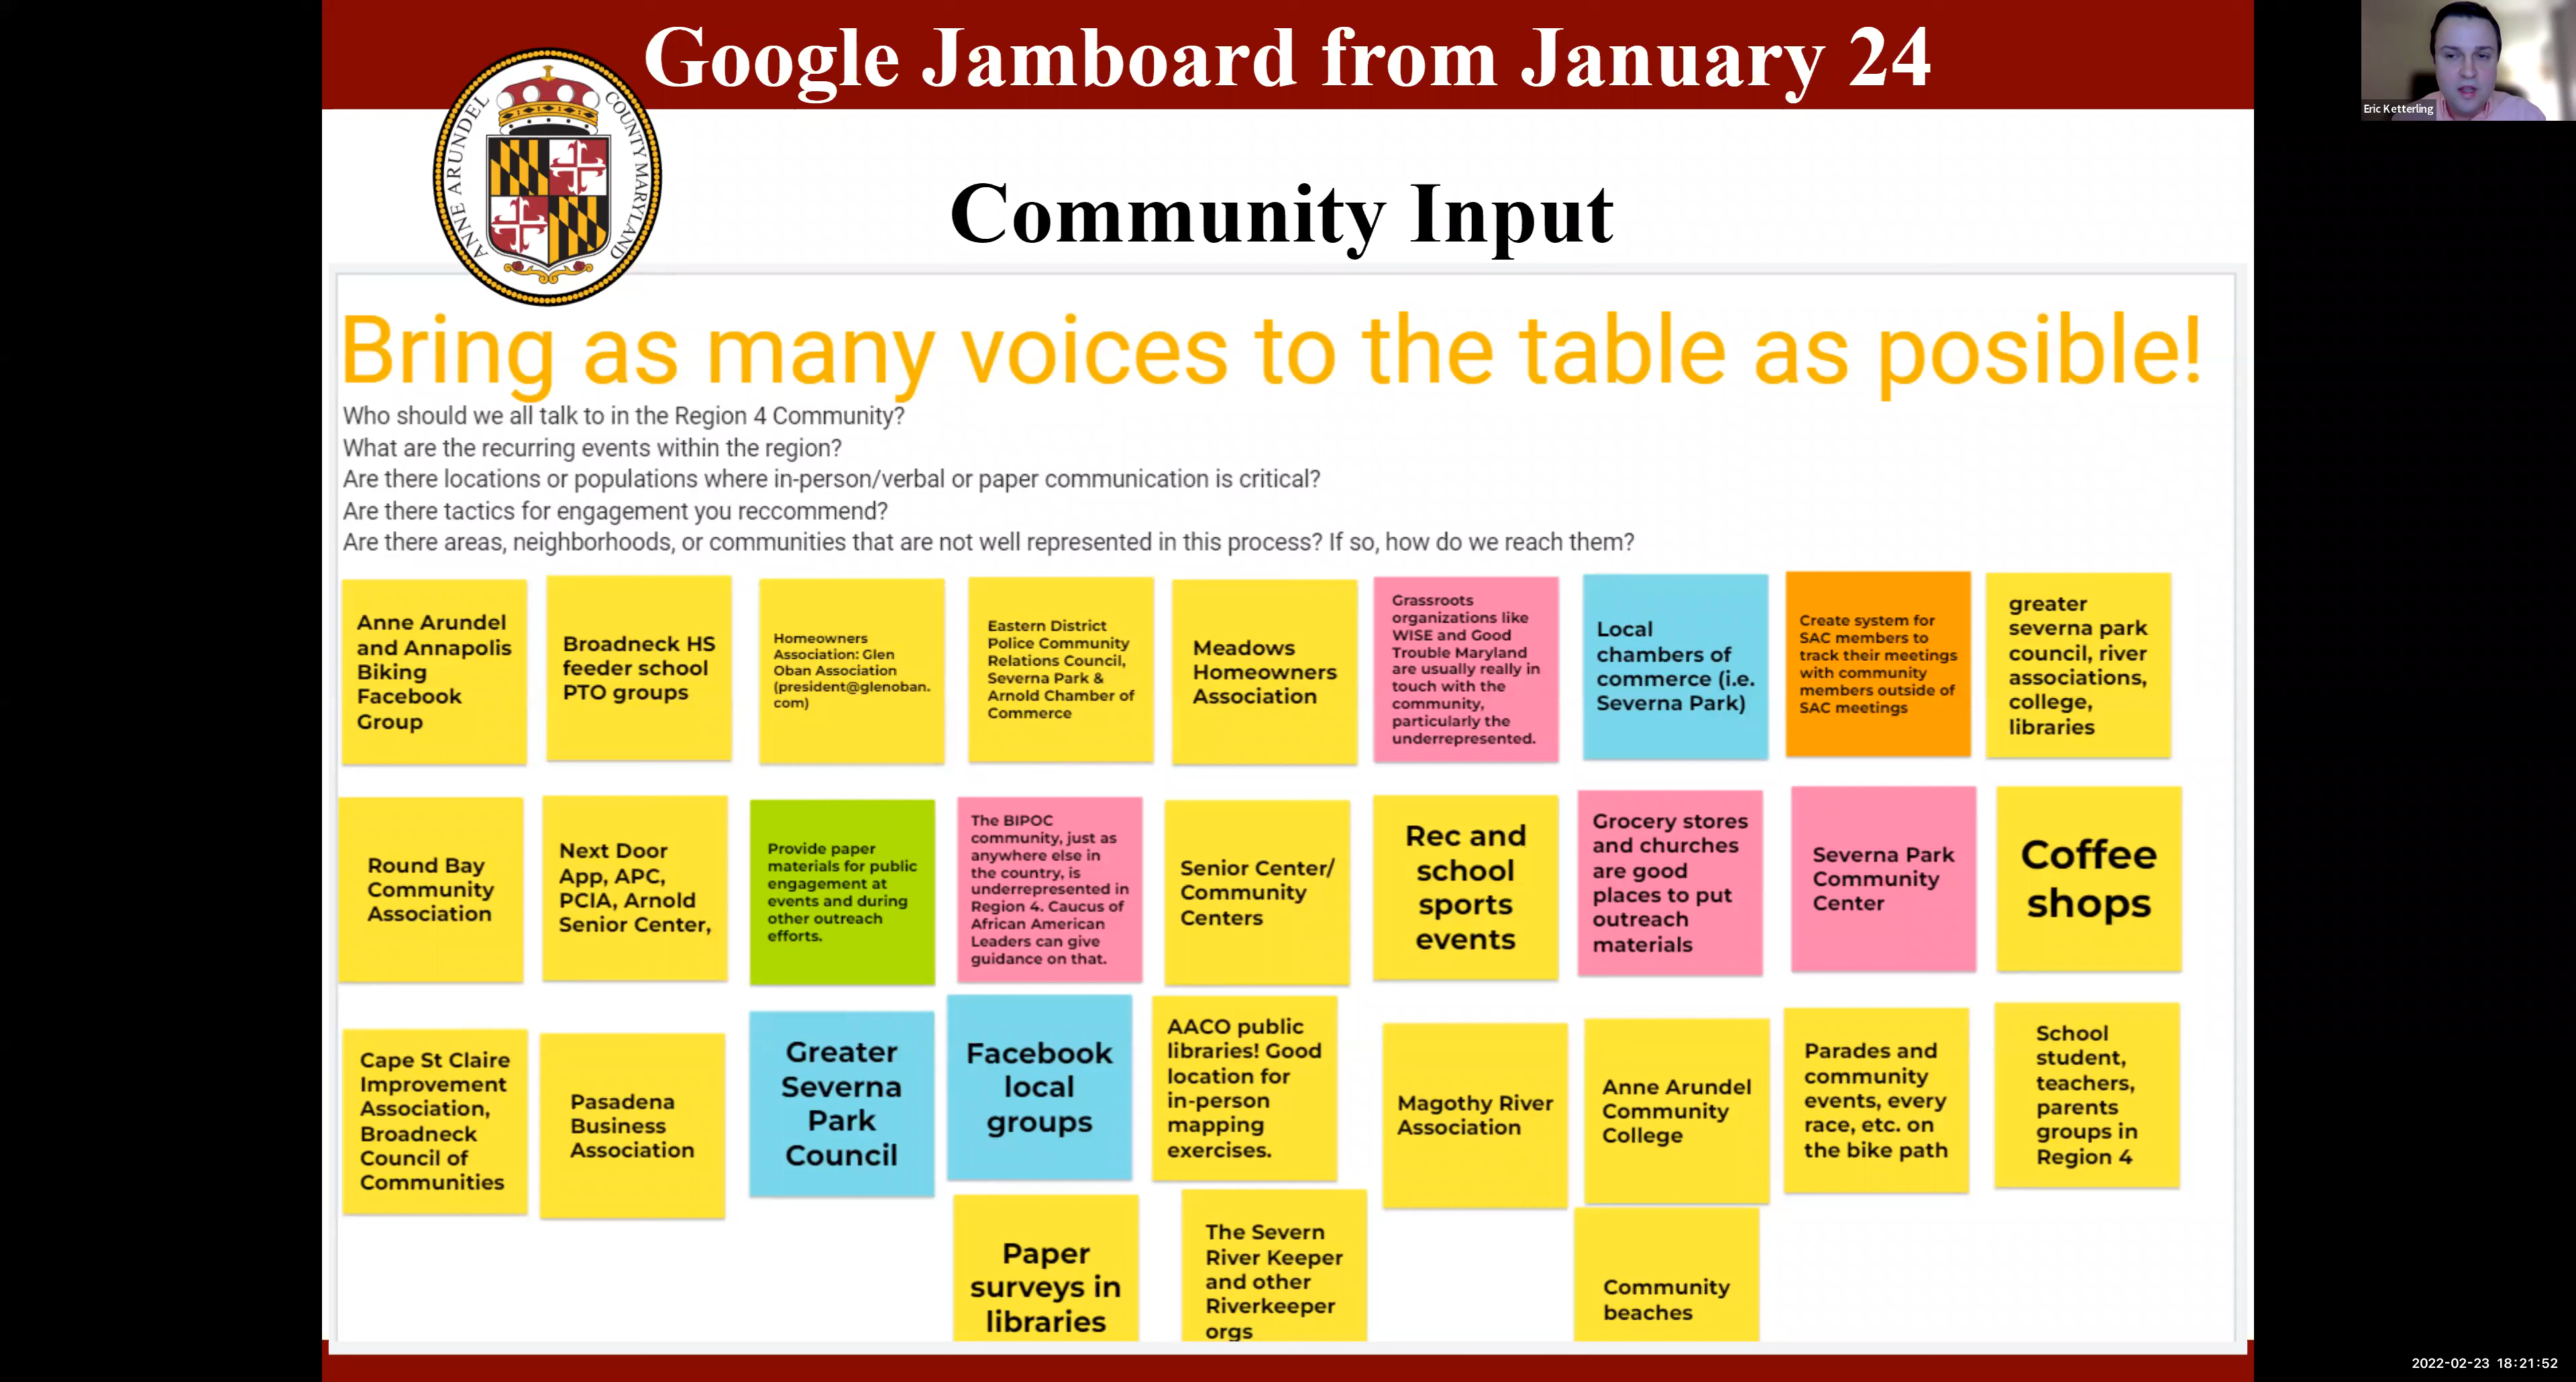 Google Jamboard from January 24
ANNE ARUNDEL
COUNTY MARYLAND
Eric Ketterling
Community Input
Bring as many voices to the table as posible!
Who should we all talk to in the Region 4 Community?
What are the recurring events within the region?
Are there locations or populations where in-person/verbal or paper communication is critical?
Are there tactics for engagement you reccommend?
Are there areas, neighborhoods, or communities that are not well represented in this process? If so, how do we reach them?
Anne Arundel
and Annapolis
Biking
Facebook
Group
Broadneck HS
feeder school
PTO groups
Homeowners
Association: Glen
Oban Association
(president@glenoban.
com)
Eastern District
Police Community
Relations Council,
Severna Park &
Arnold Chamber of
Commerce
Meadows
Homeowners
Association
Grassroots
organizations like
WISE and Good
Trouble Maryland
are usually really in
touch with the
community,
particularly the
underrepresented.
Local
chambers of
commerce (i.e.
Severna Park)
Create system for
SAC members to
track their meetings
with community
members outside of
SAC meetings
greater
severna park
council, river
associations,
college,
libraries
Round Bay
Community
Association
Next Door
App, APC,
PCIA, Arnold
Senior Center,
Provide paper
materials for public
engagement at
events and during
other outreach
efforts.
The BIPOC
community, just as
anywhere else in
the country, is
underrepresented in
Region 4. Caucus of
African American
Leaders can give
guidance on that.
Senior Center/
Community
Centers
Rec and
school
sports
events
Grocery stores
and churches
are good
places to put
outreach
materials
Severna Park
Community
Center
Coffee
shops
Cape St Claire
Improvement
Association,
Broadneck
Council of
Communities
Pasadena
Business
Association
Greater
Severna
Park
Council
Facebook
local
groups
AACO public
libraries! Good
location for
in-person
mapping
exercises.
Magothy River
Association
Anne Arundel
Community
College
Parades and
community
events, every
race, etc. on
the bike path
School
student,
teachers,
parents
groups in
Region 4
Paper
surveys in
libraries
The Severn
River Keeper
and other
Riverkeeper
orgs
Community
beaches
2022-02-23 18:21:52